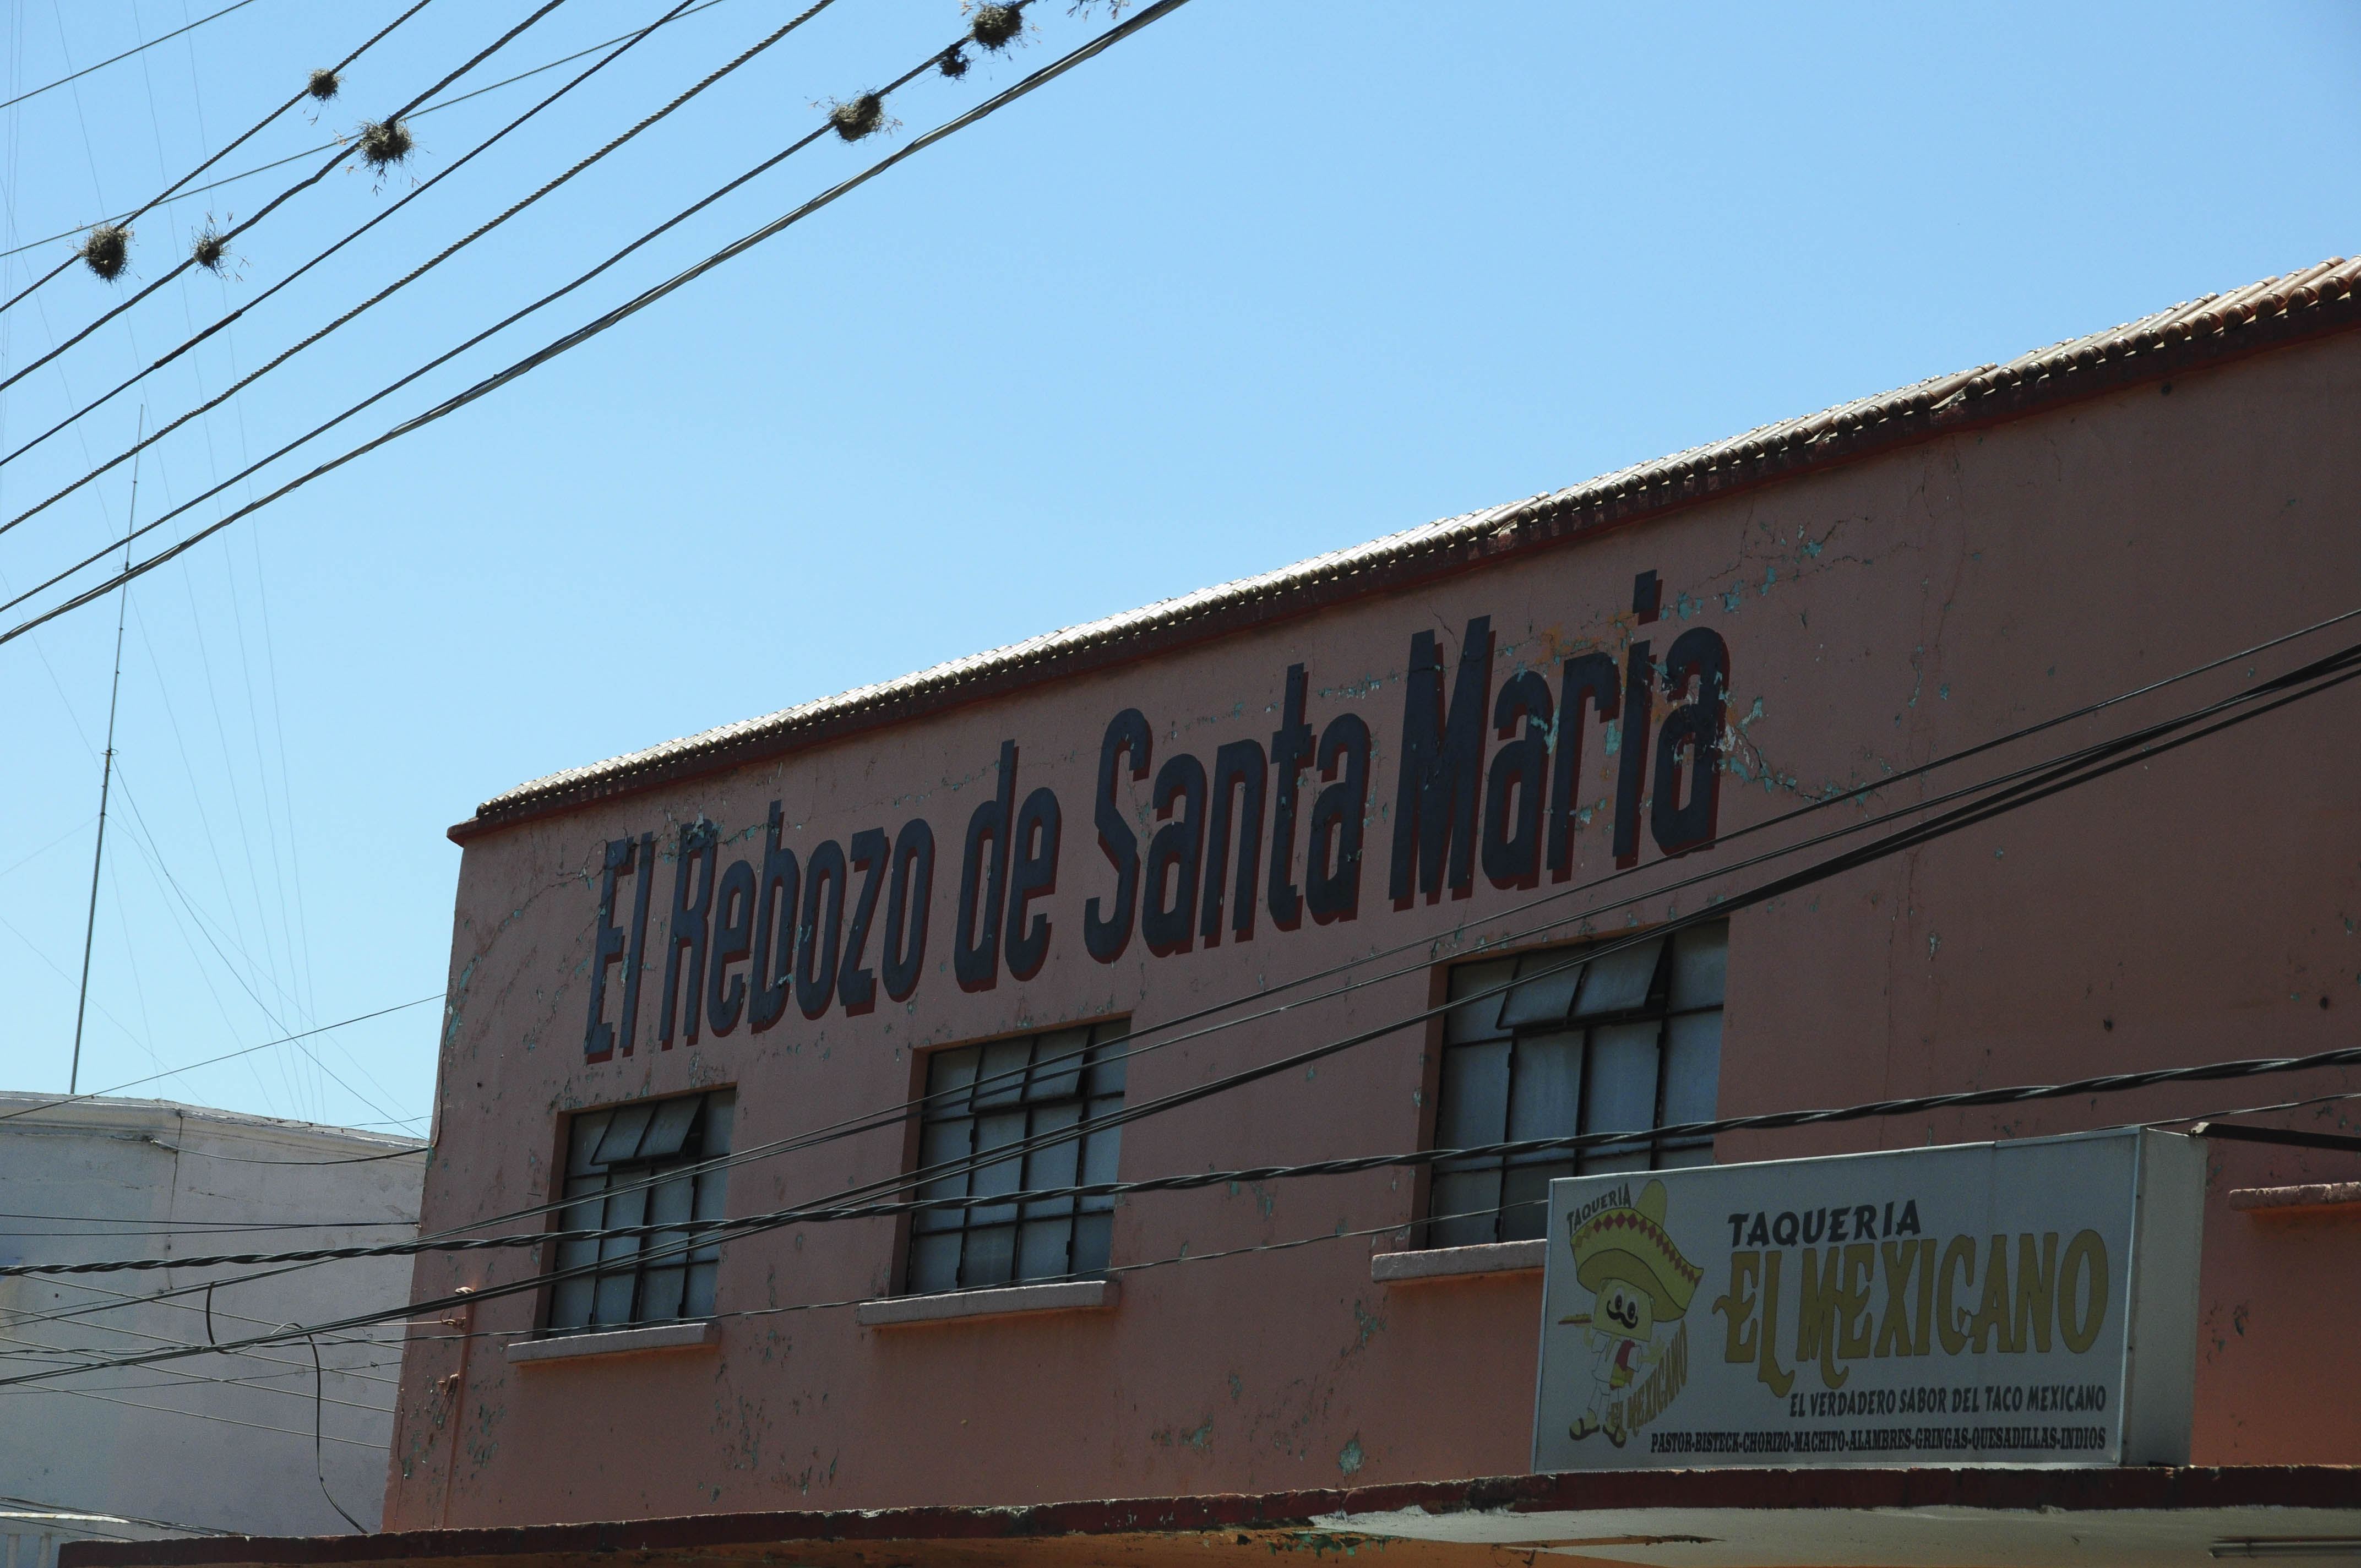 El Rebozo de Santa Maria
TAQUERIA
EL MEXICANO
TAQUERIA
EL MEXICANO
EL VERDADERO SABOR DEL TACO MEXICANO
PASTOR-BISTECK-CHORIZO-MACHITO-ALAMBRES-GRINGAS-QUESADILLAS-INDIOS